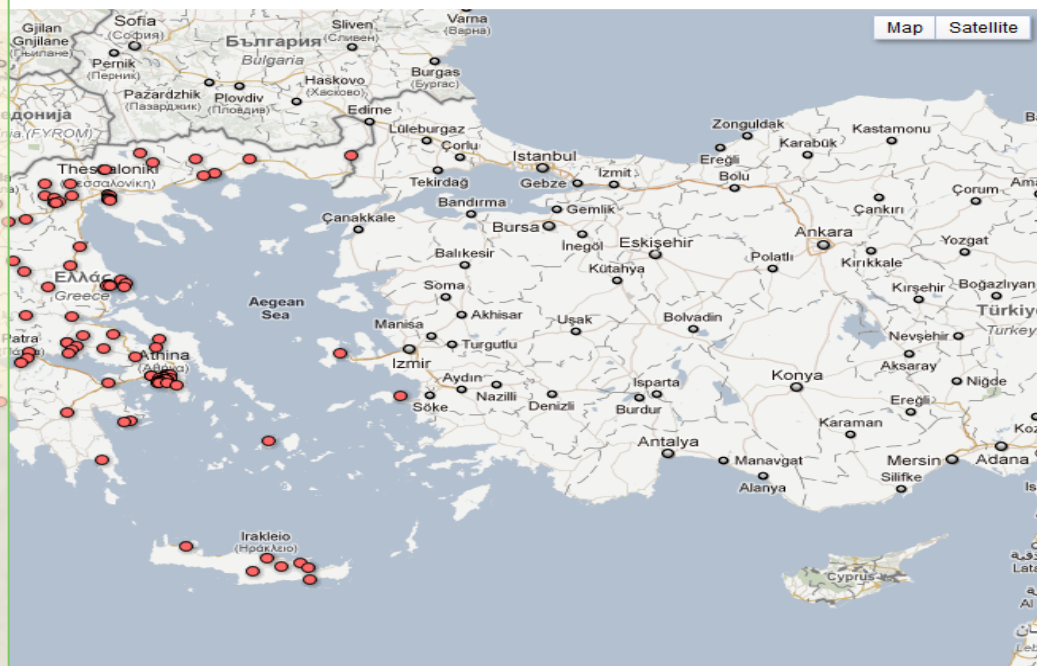 Map
Satellite
Gjilan
Gnjilane
(Гњилане)
Sofia
(София)
Pernik
(Перник)
Pazardzhik
(Пазарджик)
Plovdiv
(Пловдив)
България
Bulgaria
Sliven
(Сливен)
Varna
(Варна)
Burgas
(Бургас)
Haskovo
(Хасково)
Edirne
Lüleburgaz
Çorlu
Tekirdağ
Istanbul
Gebze
Izmit
Zonguldak
Ereğli
Karabük
Kastamonu
Bolu
Bandırma
Gemlik
Bursa
İnegöl
Çanakkale
Eskişehir
Ankara
Çankırı
Çorum
Polatlı
Kırıkkale
Yozgat
Balıkesir
Kütahya
Soma
Akhisar
Kırşehir
Boğazlıyan
Uşak
Bolvadin
Manisa
Turgutlu
Izmir
Nevşehir
Turkey
Aksaray
Aydın
Nazilli
Söke
Denizli
Isparta
Burdur
Konya
Niğde
Ereğli
Karaman
Antalya
Manavgat
Alanya
Mersin
Adana
Silifke
Thessaloniki
Ελλάς
Greece
Aegean
Sea
Patra
Athina
(Αθήνα)
Irakleio
(Ηράκλειο)
Cyprus